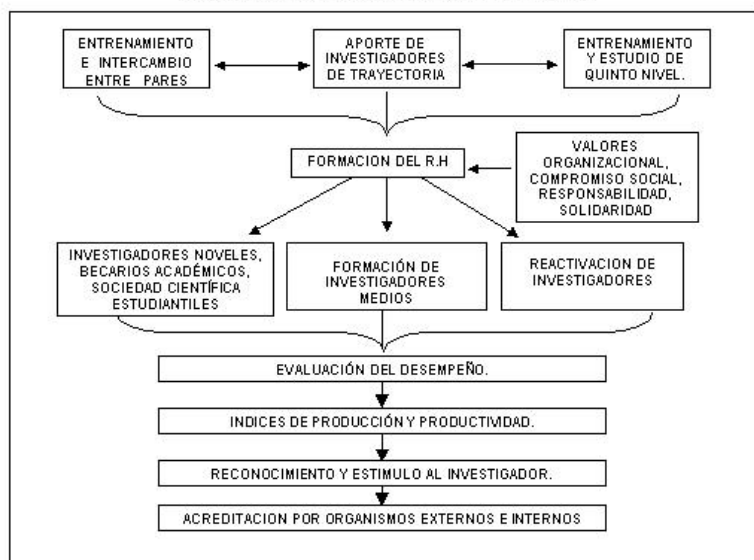 ENTRENAMIENTO
E INTERCAMBIO
ENTRE PARES
APORTE DE
INVESTIGADORES
DE TRAYECTORIA
ENTRENAMIENTO
Y ESTUDIO DE
QUINTO NIVEL.
FORMACION DEL R.H
VALORES
ORGANIZACIONAL,
COMPROMISO SOCIAL,
RESPONSABILIDAD,
SOLIDARIDAD
INVESTIGADORES NOVELES,
BECARIOS ACADÉMICOS,
SOCIEDAD CIENTÍFICA
ESTUDIANTILES
FORMACIÓN DE
INVESTIGADORES
MEDIOS
REACTIVACION DE
INVESTIGADORES
EVALUACIÓN DEL DESEMPEÑO.
INDICES DE PRODUCCIÓN Y PRODUCTIVIDAD.
RECONOCIMIENTO Y ESTIMULO AL INVESTIGADOR.
ACREDITACION POR ORGANISMOS EXTERNOS E INTERNOS